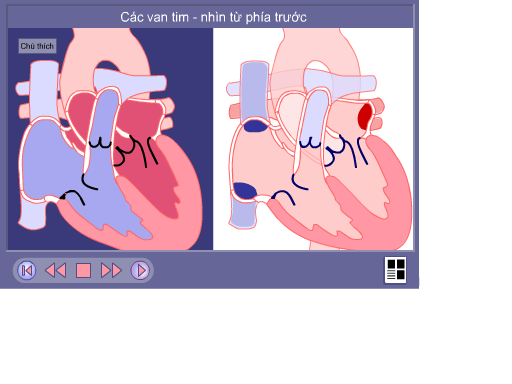 Các van tim - nhìn từ phía trước
Chú thích